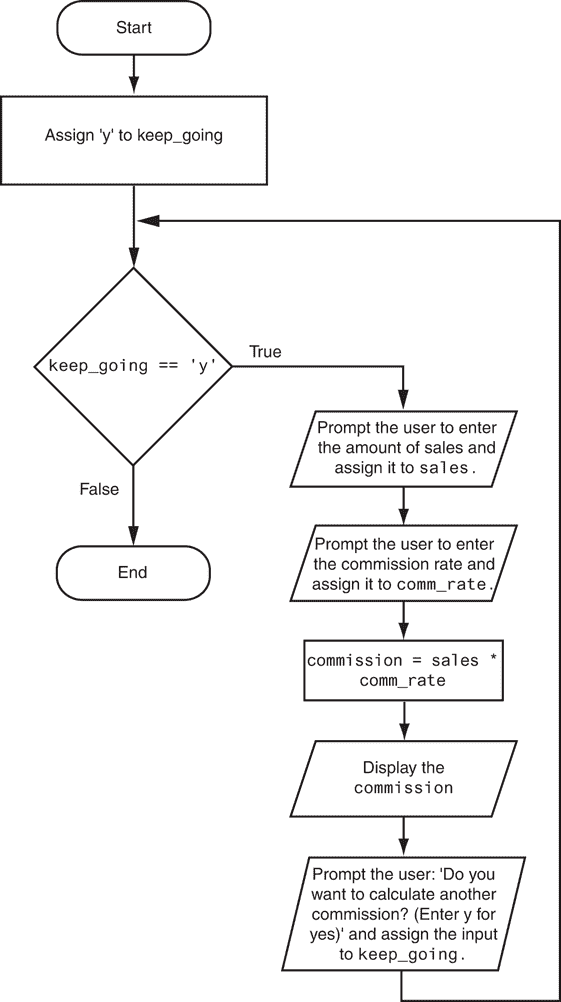 Start
Assign 'y' to keep_going
keep_going == 'y'
True
False
End
Prompt the user to enter
the amount of sales and
assign it to sales.
Prompt the user to enter
the commission rate and
assign it to comm_rate.
commission = sales *
comm_rate
Display the
commission
Prompt the user: 'Do you
want to calculate another
commission? (Enter y for
yes)' and assign the input
to keep_going.